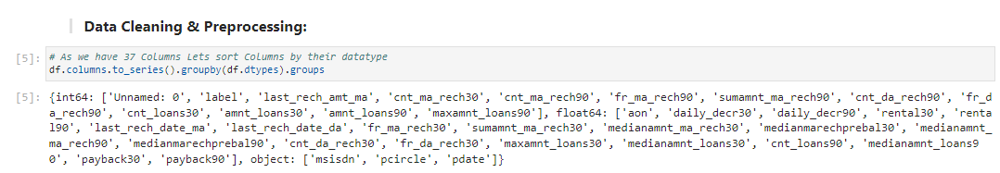 Data Cleaning & Preprocessing:
[5]: # As we have 37 Columns Lets sort Columns by their datatype
df.columns.to_series().groupby(df.dtypes).groups
[5]: {int64: ['Unnamed: 0', 'label', 'last_rech_amt_ma', 'cnt_ma_rech30', 'cnt_ma_rech90', 'fr_ma_rech90', 'sumamnt_ma_rech90', 'cnt_da_rech90', 'fr_d
a_rech90', 'cnt_loans30', 'amnt_loans30', 'amnt_loans90', 'maxamnt_loans90'], float64: ['aon', 'daily_decr30', 'daily_decr90', 'rental30', 'renta
l90', 'last_rech_date_ma', 'last_rech_date_da', 'fr_ma_rech30', 'sumamnt_ma_rech30', 'medianamnt_ma_rech30', 'medianmarechprebal30', 'medianamnt_
ma_rech90', 'medianmarechprebal90', 'cnt_da_rech30', 'fr_da_rech30', 'maxamnt_loans30', 'medianamnt_loans30', 'cnt_loans90', 'medianamnt_loans9
0', 'payback30', 'payback90'], object: ['msisdn', 'pcircle', 'pdate']}